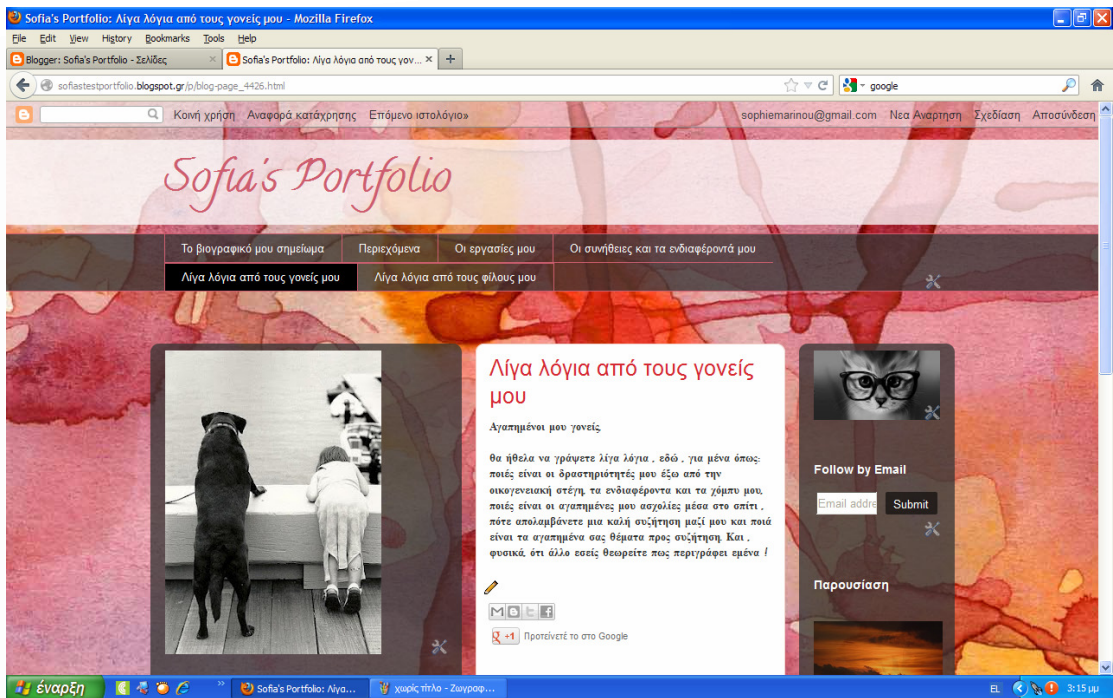 Sofia's Portfolio: Λίγα λόγια από τους γονείς μου - Mozilla Firefox
File Edit View History Bookmarks Tools Help
Blogger: Sofia's Portfolio - Σελίδες
Sofia's Portfolio: Λίγα λόγια από τους γον...
sofiastestportfolio.blogspot.gr/p/blog-page_4426.html
google
Κοινή χρήση Αναφορά κατάχρησης Επόμενο ιστολόγιο»
sophiemarinou@gmail.com Νεα Αναρτηση Σχεδίαση Αποσύνδεση
Sofia's Portfolio
Το βιογραφικό μου σημείωμα Περιεχόμενα Οι εργασίες μου Οι συνήθειες και τα ενδιαφέροντά μου
Λίγα λόγια από τους γονείς μου Λίγα λόγια από τους φίλους μου
Λίγα λόγια από τους γονείς
μου
Αγαπημένοι μου γονείς,
θα ήθελα να γράψετε λίγα λόγια , εδώ , για μένα όπως:
ποιές είναι οι δραστηριότητές μου έξω από την
οικογενειακή στέγη, τα ενδιαφέροντα και τα χόμπυ μου,
ποιές είναι οι αγαπημένες μου ασχολίες μέσα στο σπίτι ,
πότε απολαμβάνετε μια καλή συζήτηση μαζί μου και ποιά
είναι τα αγαπημένα σας θέματα προς συζήτηση. Και ,
φυσικά, ότι άλλο εσείς θεωρείτε πως περιγράφει εμένα !
+1 Προτείνετέ το στο Google
Follow by Email
Email addre Submit
Παρουσίαση
έναρξη
Sofia's Portfolio: Λίγα...
χωρίς τίτλο - Ζωγραφ...
EL 3:15 μμ